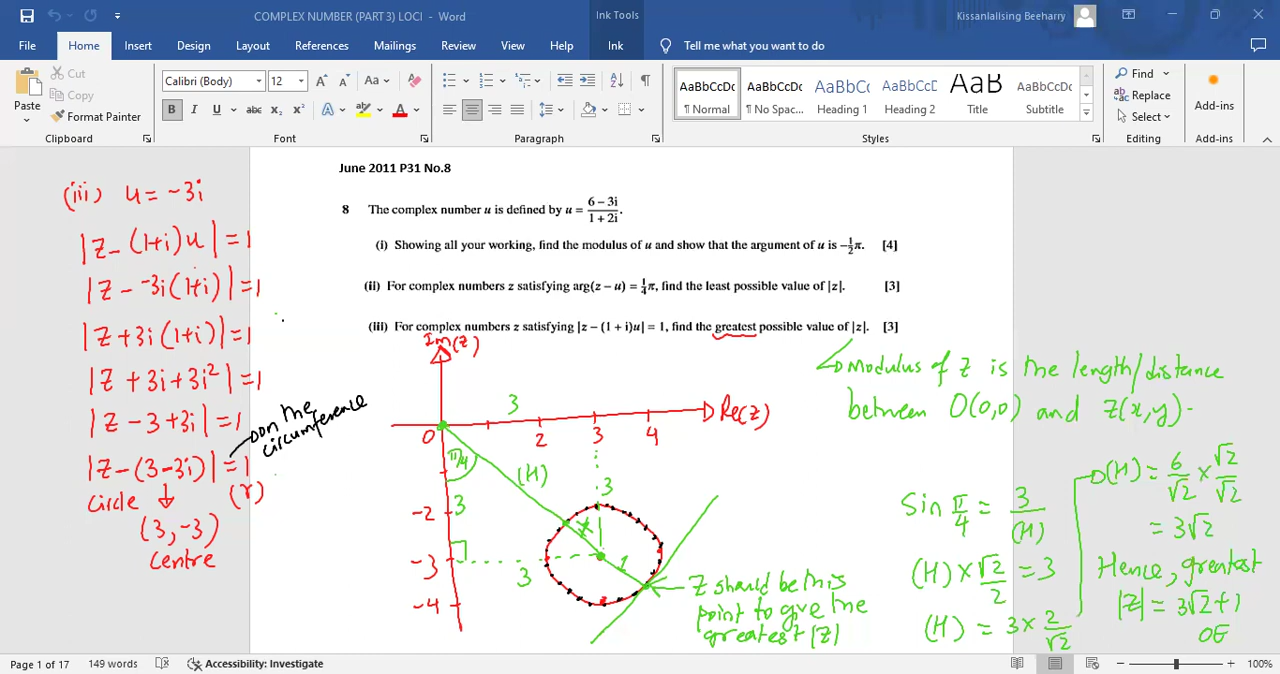 COMPLEX NUMBER (PART 3) LOCI - Word
Ink Tools
Kissanlallsing Beeharry
File Home Insert Design Layout References Mailings Review View Help Ink Tell me what you want to do
Paste
Cut
Copy
Format Painter
Calibri (Body) 12
Clipboard
Font
Paragraph
AaBbCcDc AaBbCcDc AaBbCc AaBbCcD AaB AaBbCcDc
¶ Normal ¶ No Spac... Heading 1 Heading 2 Title Subtitle
Styles
Find
Replace
Select
Editing
Add-ins
Add-ins
June 2011 P31 No.8
8 The complex number u is defined by u = (6 − 3i)/(1 + 2i).
(i) Showing all your working, find the modulus of u and show that the argument of u is −½π. [4]
(ii) For complex numbers z satisfying arg(z − u) = ¼π, find the least possible value of |z|. [3]
(iii) For complex numbers z satisfying |z − (1 + i)u| = 1, find the greatest possible value of |z|. [3]
(iii) u = -3i
|z-(1+i)u| = 1
|z--3i(1+i)| = 1
|z+3i(1+i)| = 1
|z+3i+3i²| = 1
|z-3+3i| = 1
|z-(3-3i)| = 1
on the
circumference
circle
(r)
(3,-3)
centre
Im(z)
Re(z)
0 2 3 4
3
π/4
(H)
3
3
-2
-3
3
1
-4
z should be this
point to give the
greatest |z|
modulus of z is the length/distance
between O(0,0) and z(x,y).
Sin π/4 = 3/(H)
(H) × √2/2 = 3
(H) = 3 × 2/√2
(H) = 6/√2 × √2/√2
= 3√2
Hence, greatest
|z| = 3√2+1
OE
Page 1 of 17 149 words Accessibility: Investigate 100%